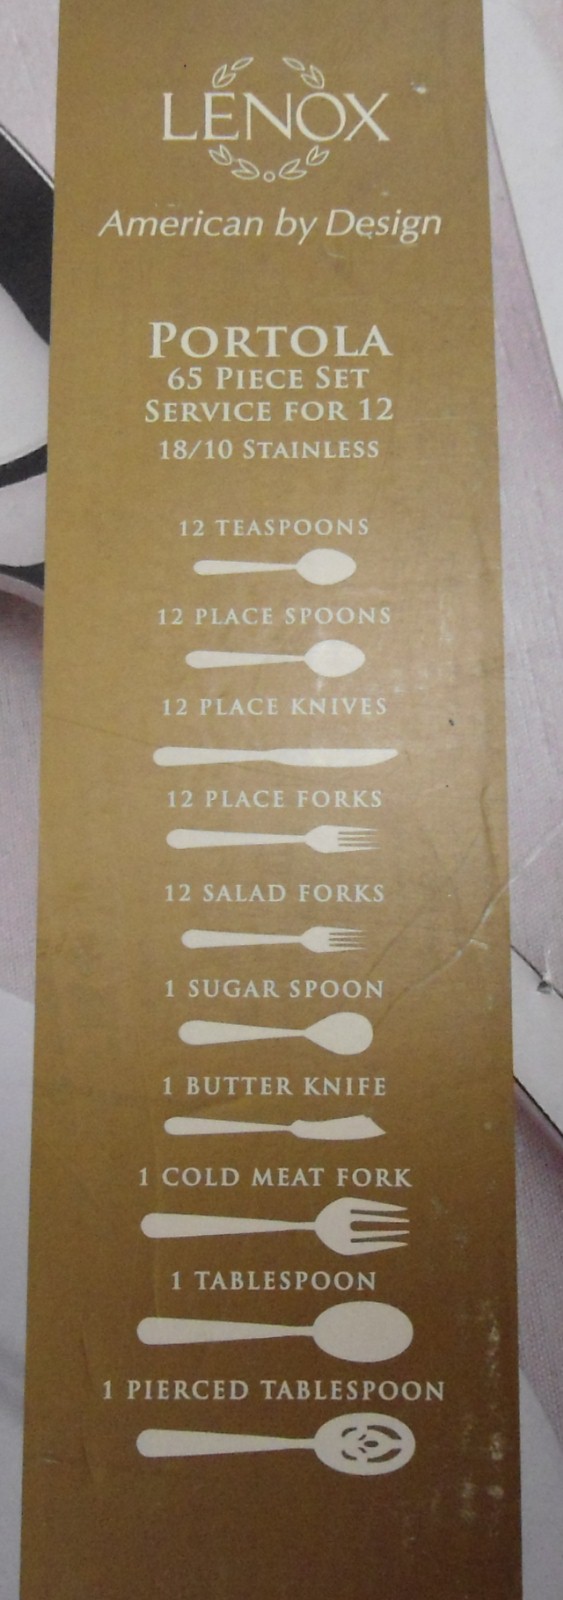 LENOX
American by Design
PORTOLA
65 PIECE SET
SERVICE FOR 12
18/10 STAINLESS
12 TEASPOONS
12 PLACE SPOONS
12 PLACE KNIVES
12 PLACE FORKS
12 SALAD FORKS
1 SUGAR SPOON
1 BUTTER KNIFE
1 COLD MEAT FORK
1 TABLESPOON
1 PIERCED TABLESPOON